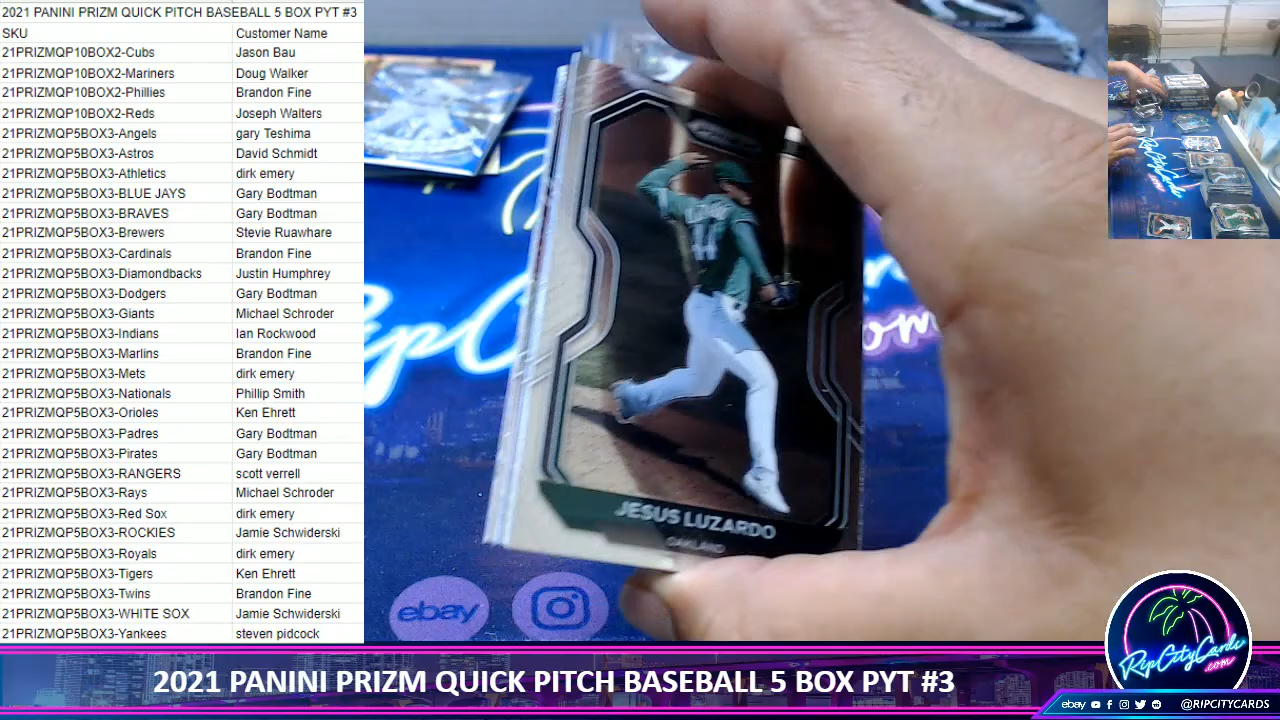 2021 PANINI PRIZM QUICK PITCH BASEBALL 5 BOX PYT #3
SKU Customer Name
21PRIZMQP10BOX2-Cubs Jason Bau
21PRIZMQP10BOX2-Mariners Doug Walker
21PRIZMQP10BOX2-Phillies Brandon Fine
21PRIZMQP10BOX2-Reds Joseph Walters
21PRIZMQP5BOX3-Angels gary Teshima
21PRIZMQP5BOX3-Astros David Schmidt
21PRIZMQP5BOX3-Athletics dirk emery
21PRIZMQP5BOX3-BLUE JAYS Gary Bodtman
21PRIZMQP5BOX3-BRAVES Gary Bodtman
21PRIZMQP5BOX3-Brewers Stevie Ruawhare
21PRIZMQP5BOX3-Cardinals Brandon Fine
21PRIZMQP5BOX3-Diamondbacks Justin Humphrey
21PRIZMQP5BOX3-Dodgers Gary Bodtman
21PRIZMQP5BOX3-Giants Michael Schroder
21PRIZMQP5BOX3-Indians Ian Rockwood
21PRIZMQP5BOX3-Marlins Brandon Fine
21PRIZMQP5BOX3-Mets dirk emery
21PRIZMQP5BOX3-Nationals Phillip Smith
21PRIZMQP5BOX3-Orioles Ken Ehrett
21PRIZMQP5BOX3-Padres Gary Bodtman
21PRIZMQP5BOX3-Pirates Gary Bodtman
21PRIZMQP5BOX3-RANGERS scott verrell
21PRIZMQP5BOX3-Rays Michael Schroder
21PRIZMQP5BOX3-Red Sox dirk emery
21PRIZMQP5BOX3-ROCKIES Jamie Schwiderski
21PRIZMQP5BOX3-Royals dirk emery
21PRIZMQP5BOX3-Tigers Ken Ehrett
21PRIZMQP5BOX3-Twins Brandon Fine
21PRIZMQP5BOX3-WHITE SOX Jamie Schwiderski
21PRIZMQP5BOX3-Yankees steven pidcock
44
JESUS LUZARDO
OAKLAND
ebay
RipCityCards
.com
2021 PANINI PRIZM QUICK PITCH BASEBALL 5 BOX PYT #3
ebay @RIPCITYCARDS